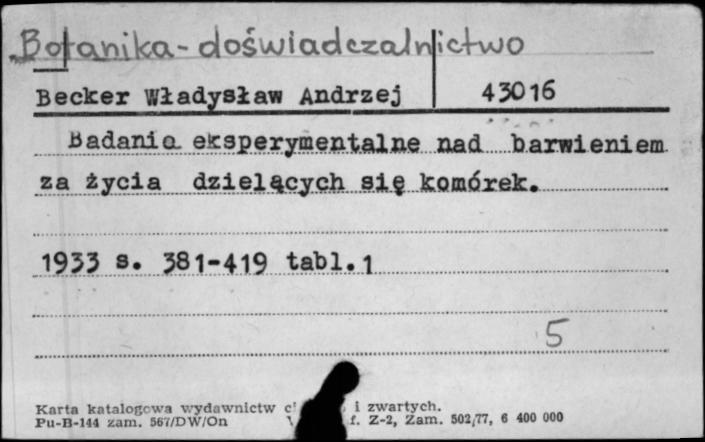 Botanika - doświadczalnictwo
Becker Władysław Andrzej 43016
Badania eksperymentalne nad barwieniem
za życia dzielących się komórek.
1933 s. 381-419 tabl.1
5
Karta katalogowa wydawnictw i zwartych.
Pu-B-144 zam. 567/DW/On f. Z-2, Zam. 502/77, 6 400 000